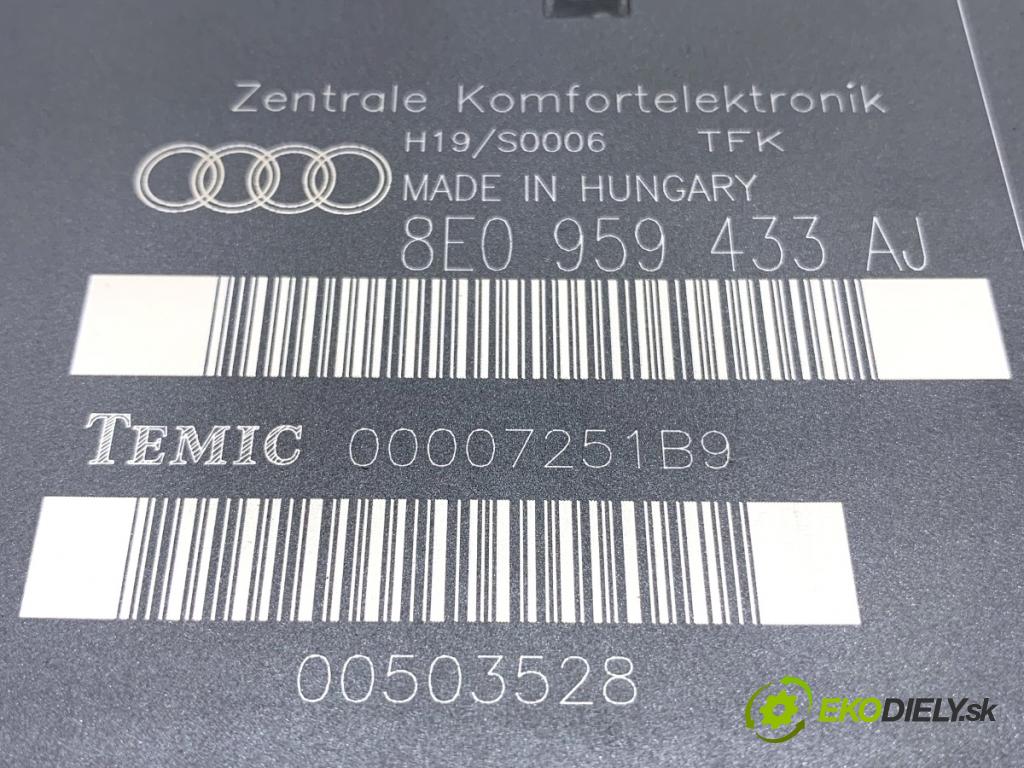 Zentrale Komfortelektronik
H19/S0006 TFK
MADE IN HUNGARY
8E0 959 433 AJ
TEMIC 00007251B9
00503528
EKODIELY.sk